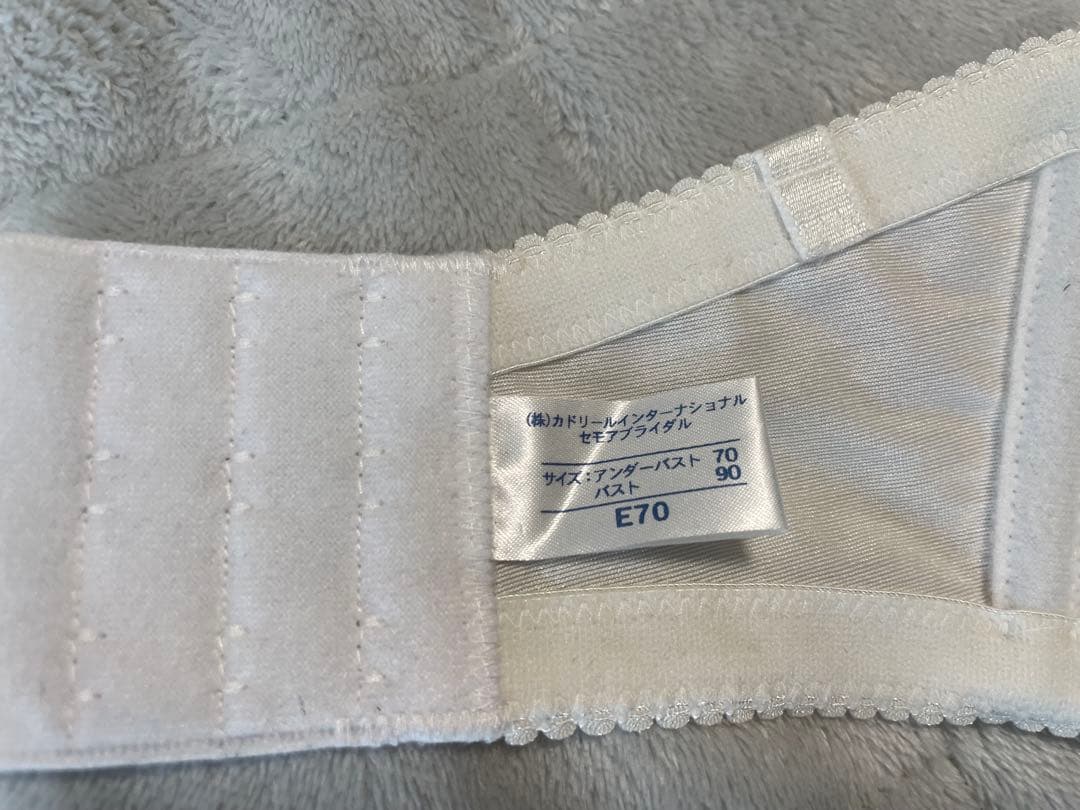 (株)カドリールインターナショナル
セモアブライダル
サイズ:アンダーバスト 70
バスト 90
E70